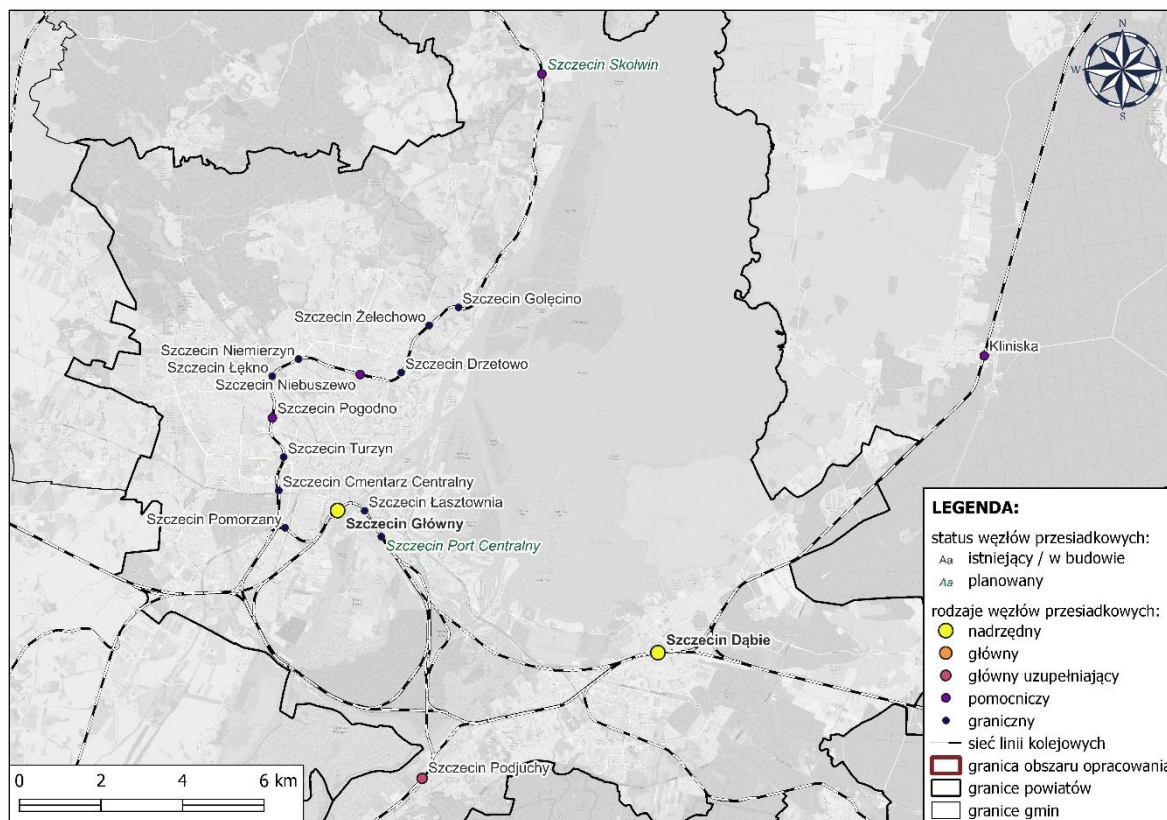 Szczecin Skolwin
N
W
E
S
Szczecin Golęcino
Szczecin Żelechowo
Szczecin Niemierzyn
Kliniska
Szczecin Łękno
Szczecin Drzetowo
Szczecin Niebuszewo
Szczecin Pogodno
Szczecin Turzyn
Szczecin Cmentarz Centralny
Szczecin Łasztownia
Szczecin Pomorzany
Szczecin Główny
Szczecin Port Centralny
Szczecin Dąbie
Szczecin Podjuchy
0 2 4 6 km
LEGENDA:
status węzłów przesiadkowych:
Aa istniejący / w budowie
Aa planowany
rodzaje węzłów przesiadkowych:
nadrzędny
główny
główny uzupełniający
pomocniczy
graniczny
sieć linii kolejowych
granica obszaru opracowania
granice powiatów
granice gmin